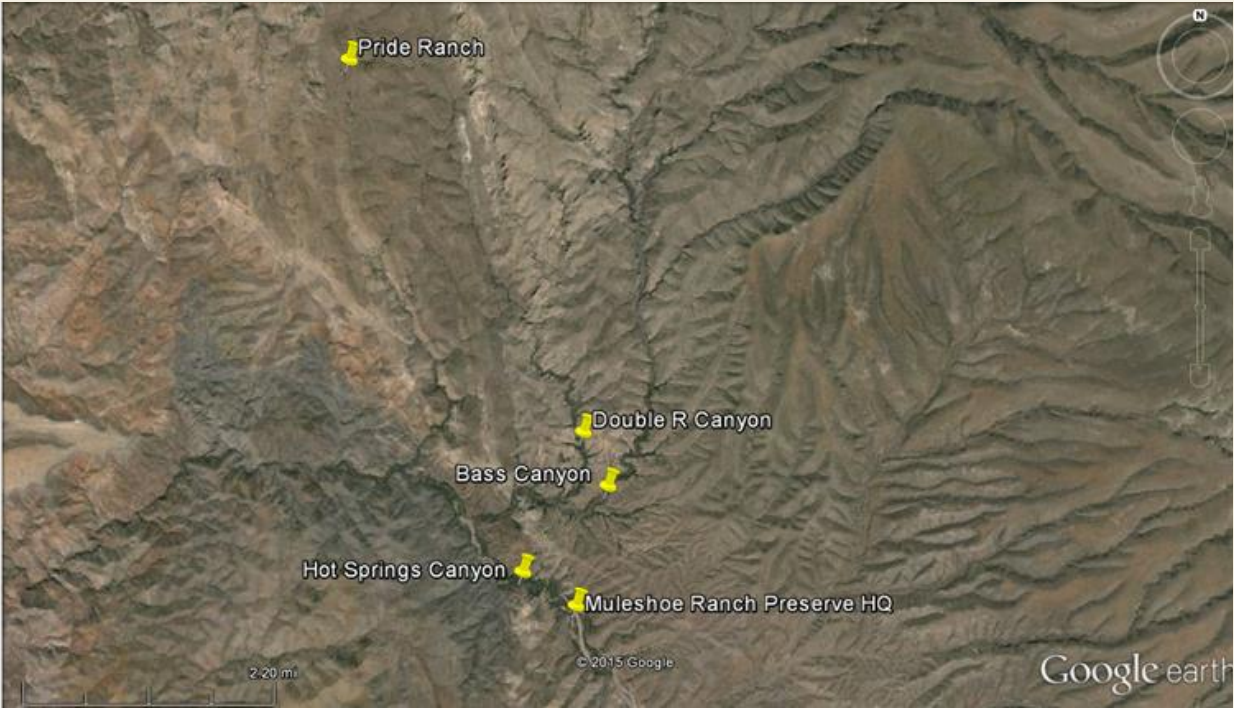 N
Pride Ranch
Double R Canyon
Bass Canyon
Hot Springs Canyon
Muleshoe Ranch Preserve HQ
© 2015 Google
2.20 mi
Google earth